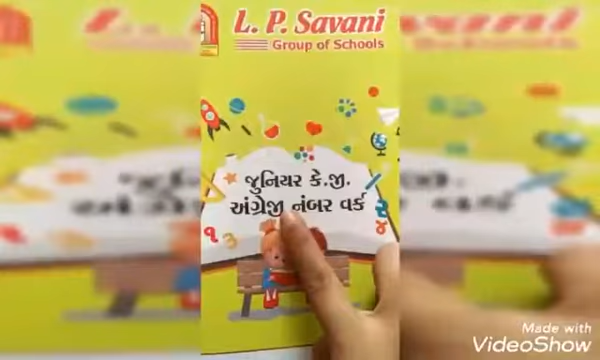 L. P. Savani
Group of Schools
જુનિયર કે.જી.
અંગ્રેજી નંબર વર્ક
Made with
VideoShow